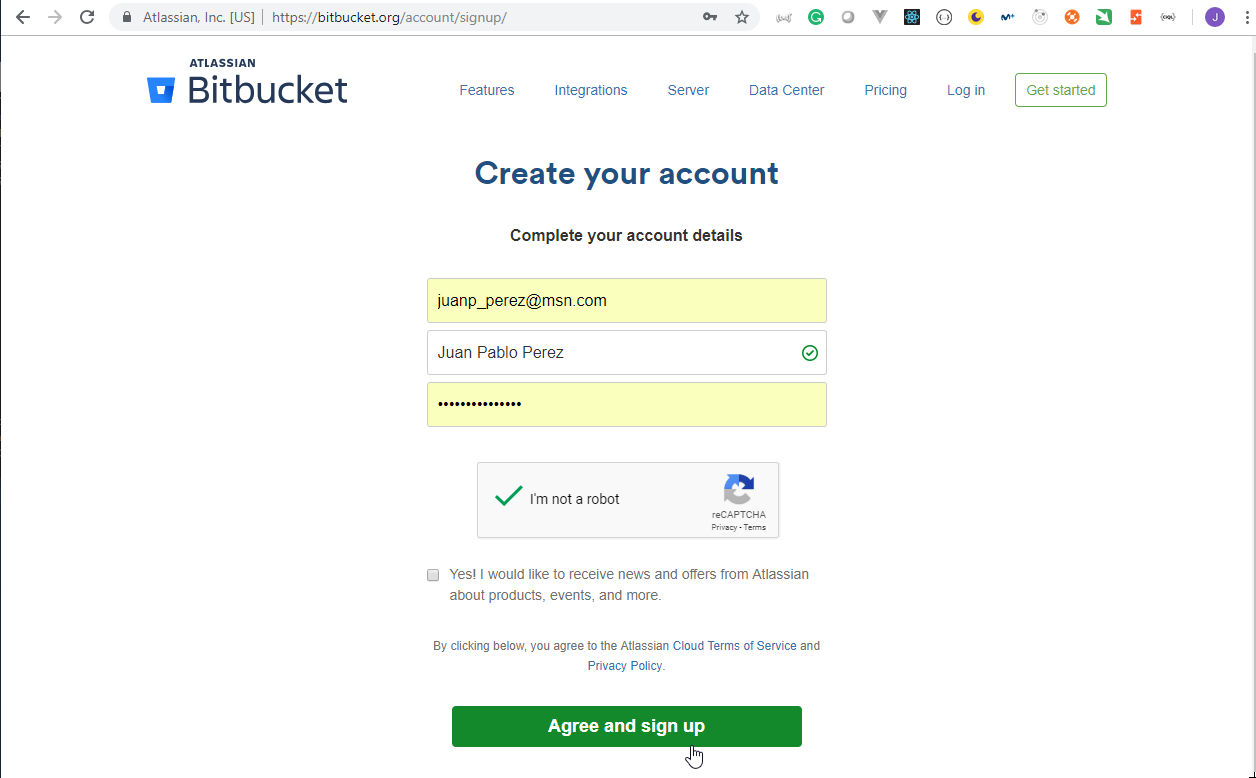 Atlassian, Inc. [US] | https://bitbucket.org/account/signup/
J
ATLASSIAN
Bitbucket
Features Integrations Server Data Center Pricing Log in Get started
Create your account
Complete your account details
juanp_perez@msn.com
Juan Pablo Perez
•••••••••••••••
I'm not a robot
reCAPTCHA
Privacy - Terms
Yes! I would like to receive news and offers from Atlassian
about products, events, and more.
By clicking below, you agree to the Atlassian Cloud Terms of Service and
Privacy Policy.
Agree and sign up